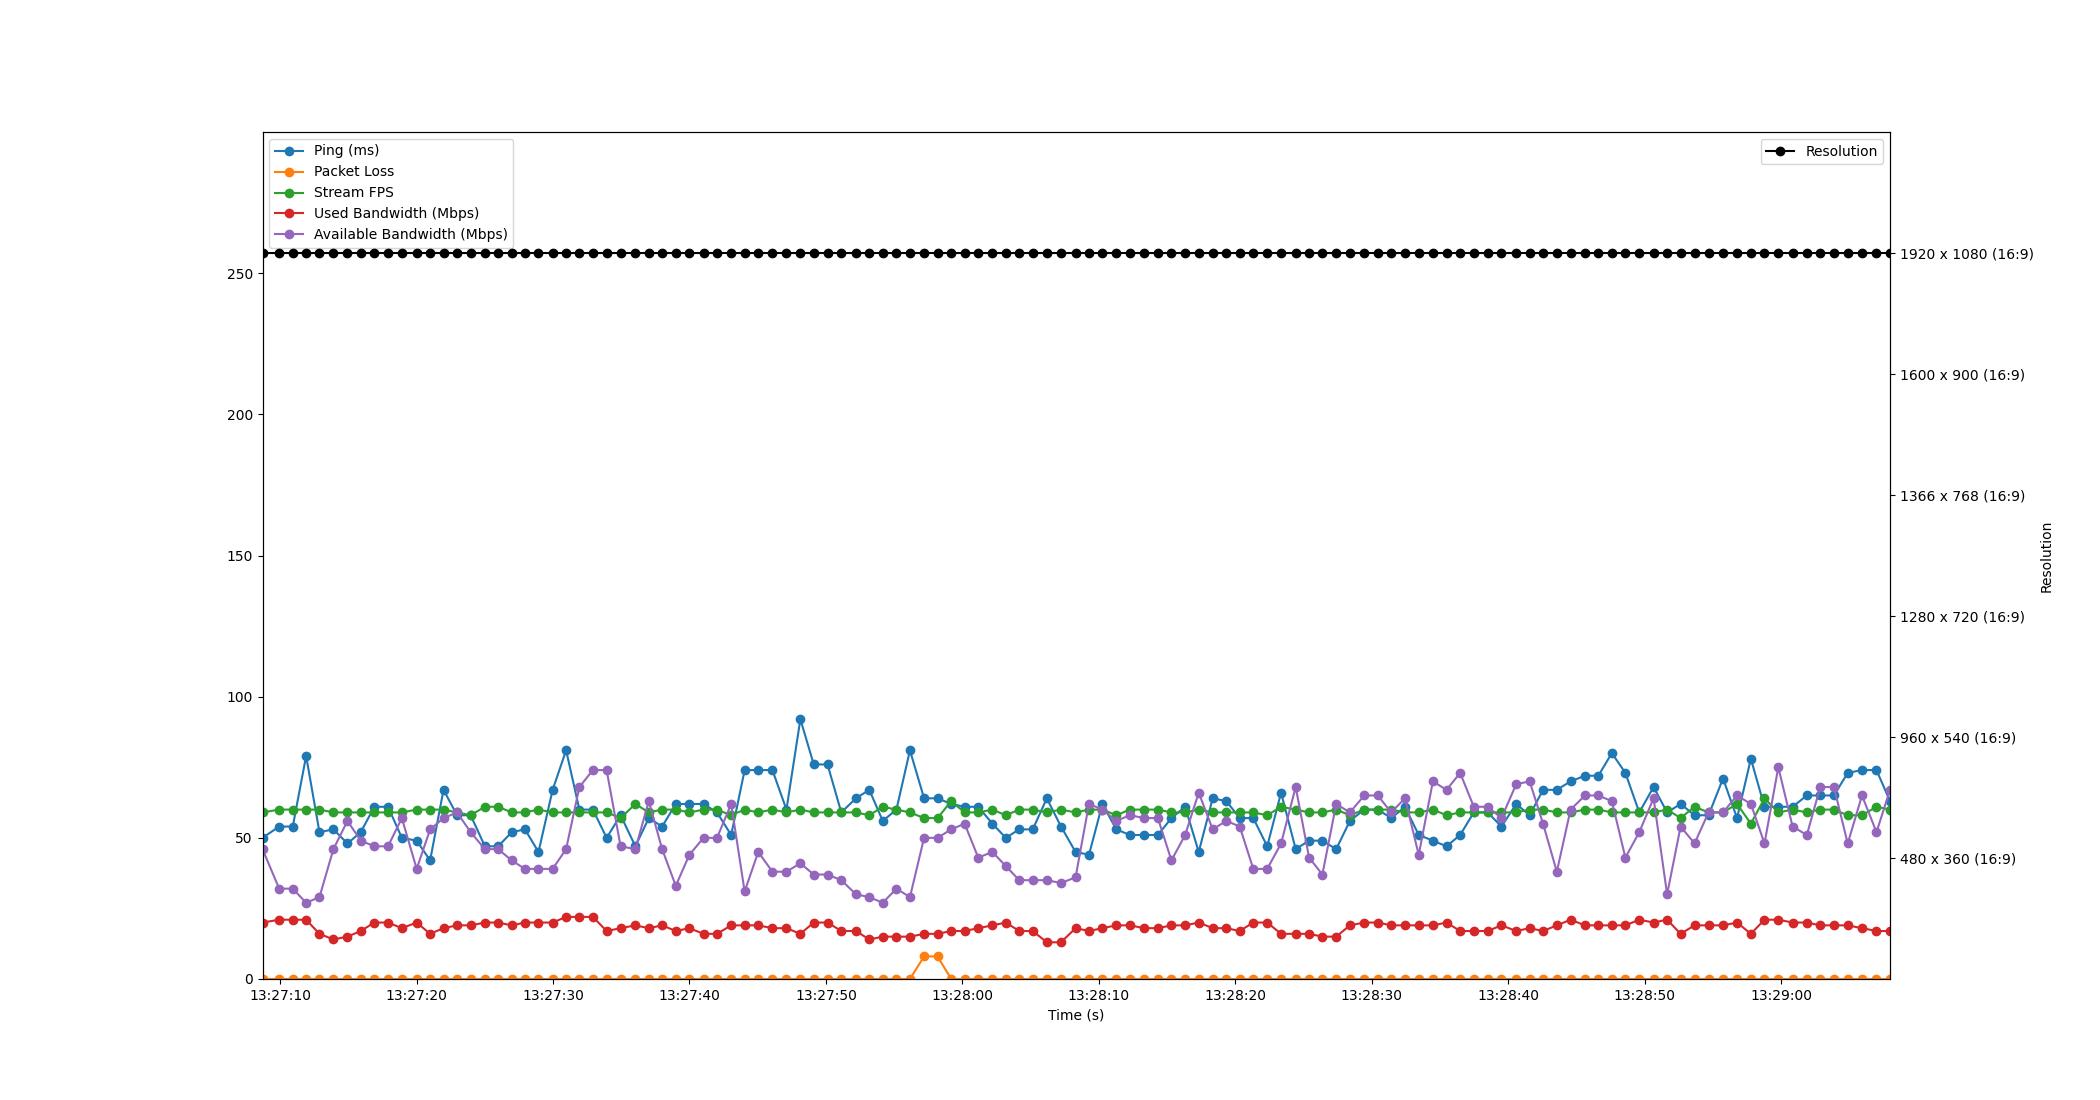 Ping (ms)
Packet Loss
Stream FPS
Used Bandwidth (Mbps)
Available Bandwidth (Mbps)
Resolution
250
200
150
100
50
0
1920 x 1080 (16:9)
1600 x 900 (16:9)
1366 x 768 (16:9)
1280 x 720 (16:9)
960 x 540 (16:9)
480 x 360 (16:9)
Resolution
13:27:10
13:27:20
13:27:30
13:27:40
13:27:50
13:28:00
13:28:10
13:28:20
13:28:30
13:28:40
13:28:50
13:29:00
Time (s)